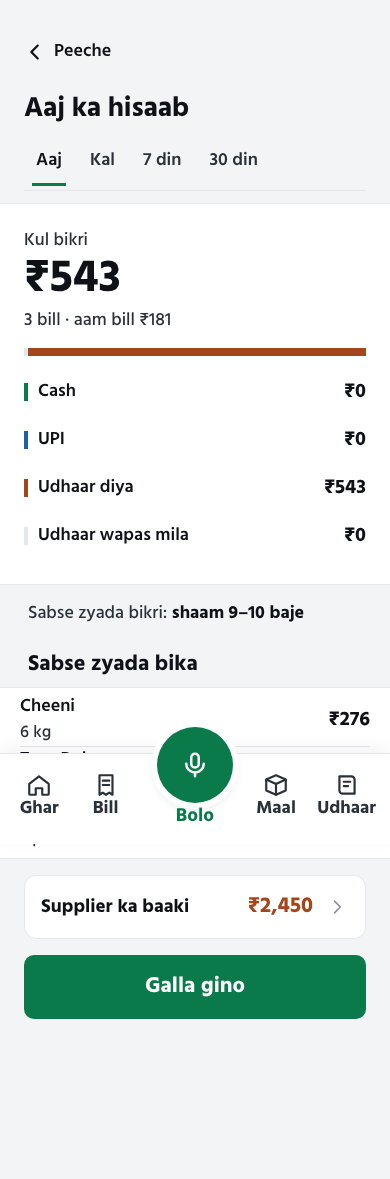 Peeche
Aaj ka hisaab
Aaj Kal 7 din 30 din
Kul bikri
₹543
3 bill · aam bill ₹181
Cash ₹0
UPI ₹0
Udhaar diya ₹543
Udhaar wapas mila ₹0
Sabse zyada bikri: shaam 9–10 baje
Sabse zyada bika
Cheeni ₹276
6 kg
Ghar Bill Bolo Maal Udhaar
Supplier ka baaki ₹2,450
Galla gino